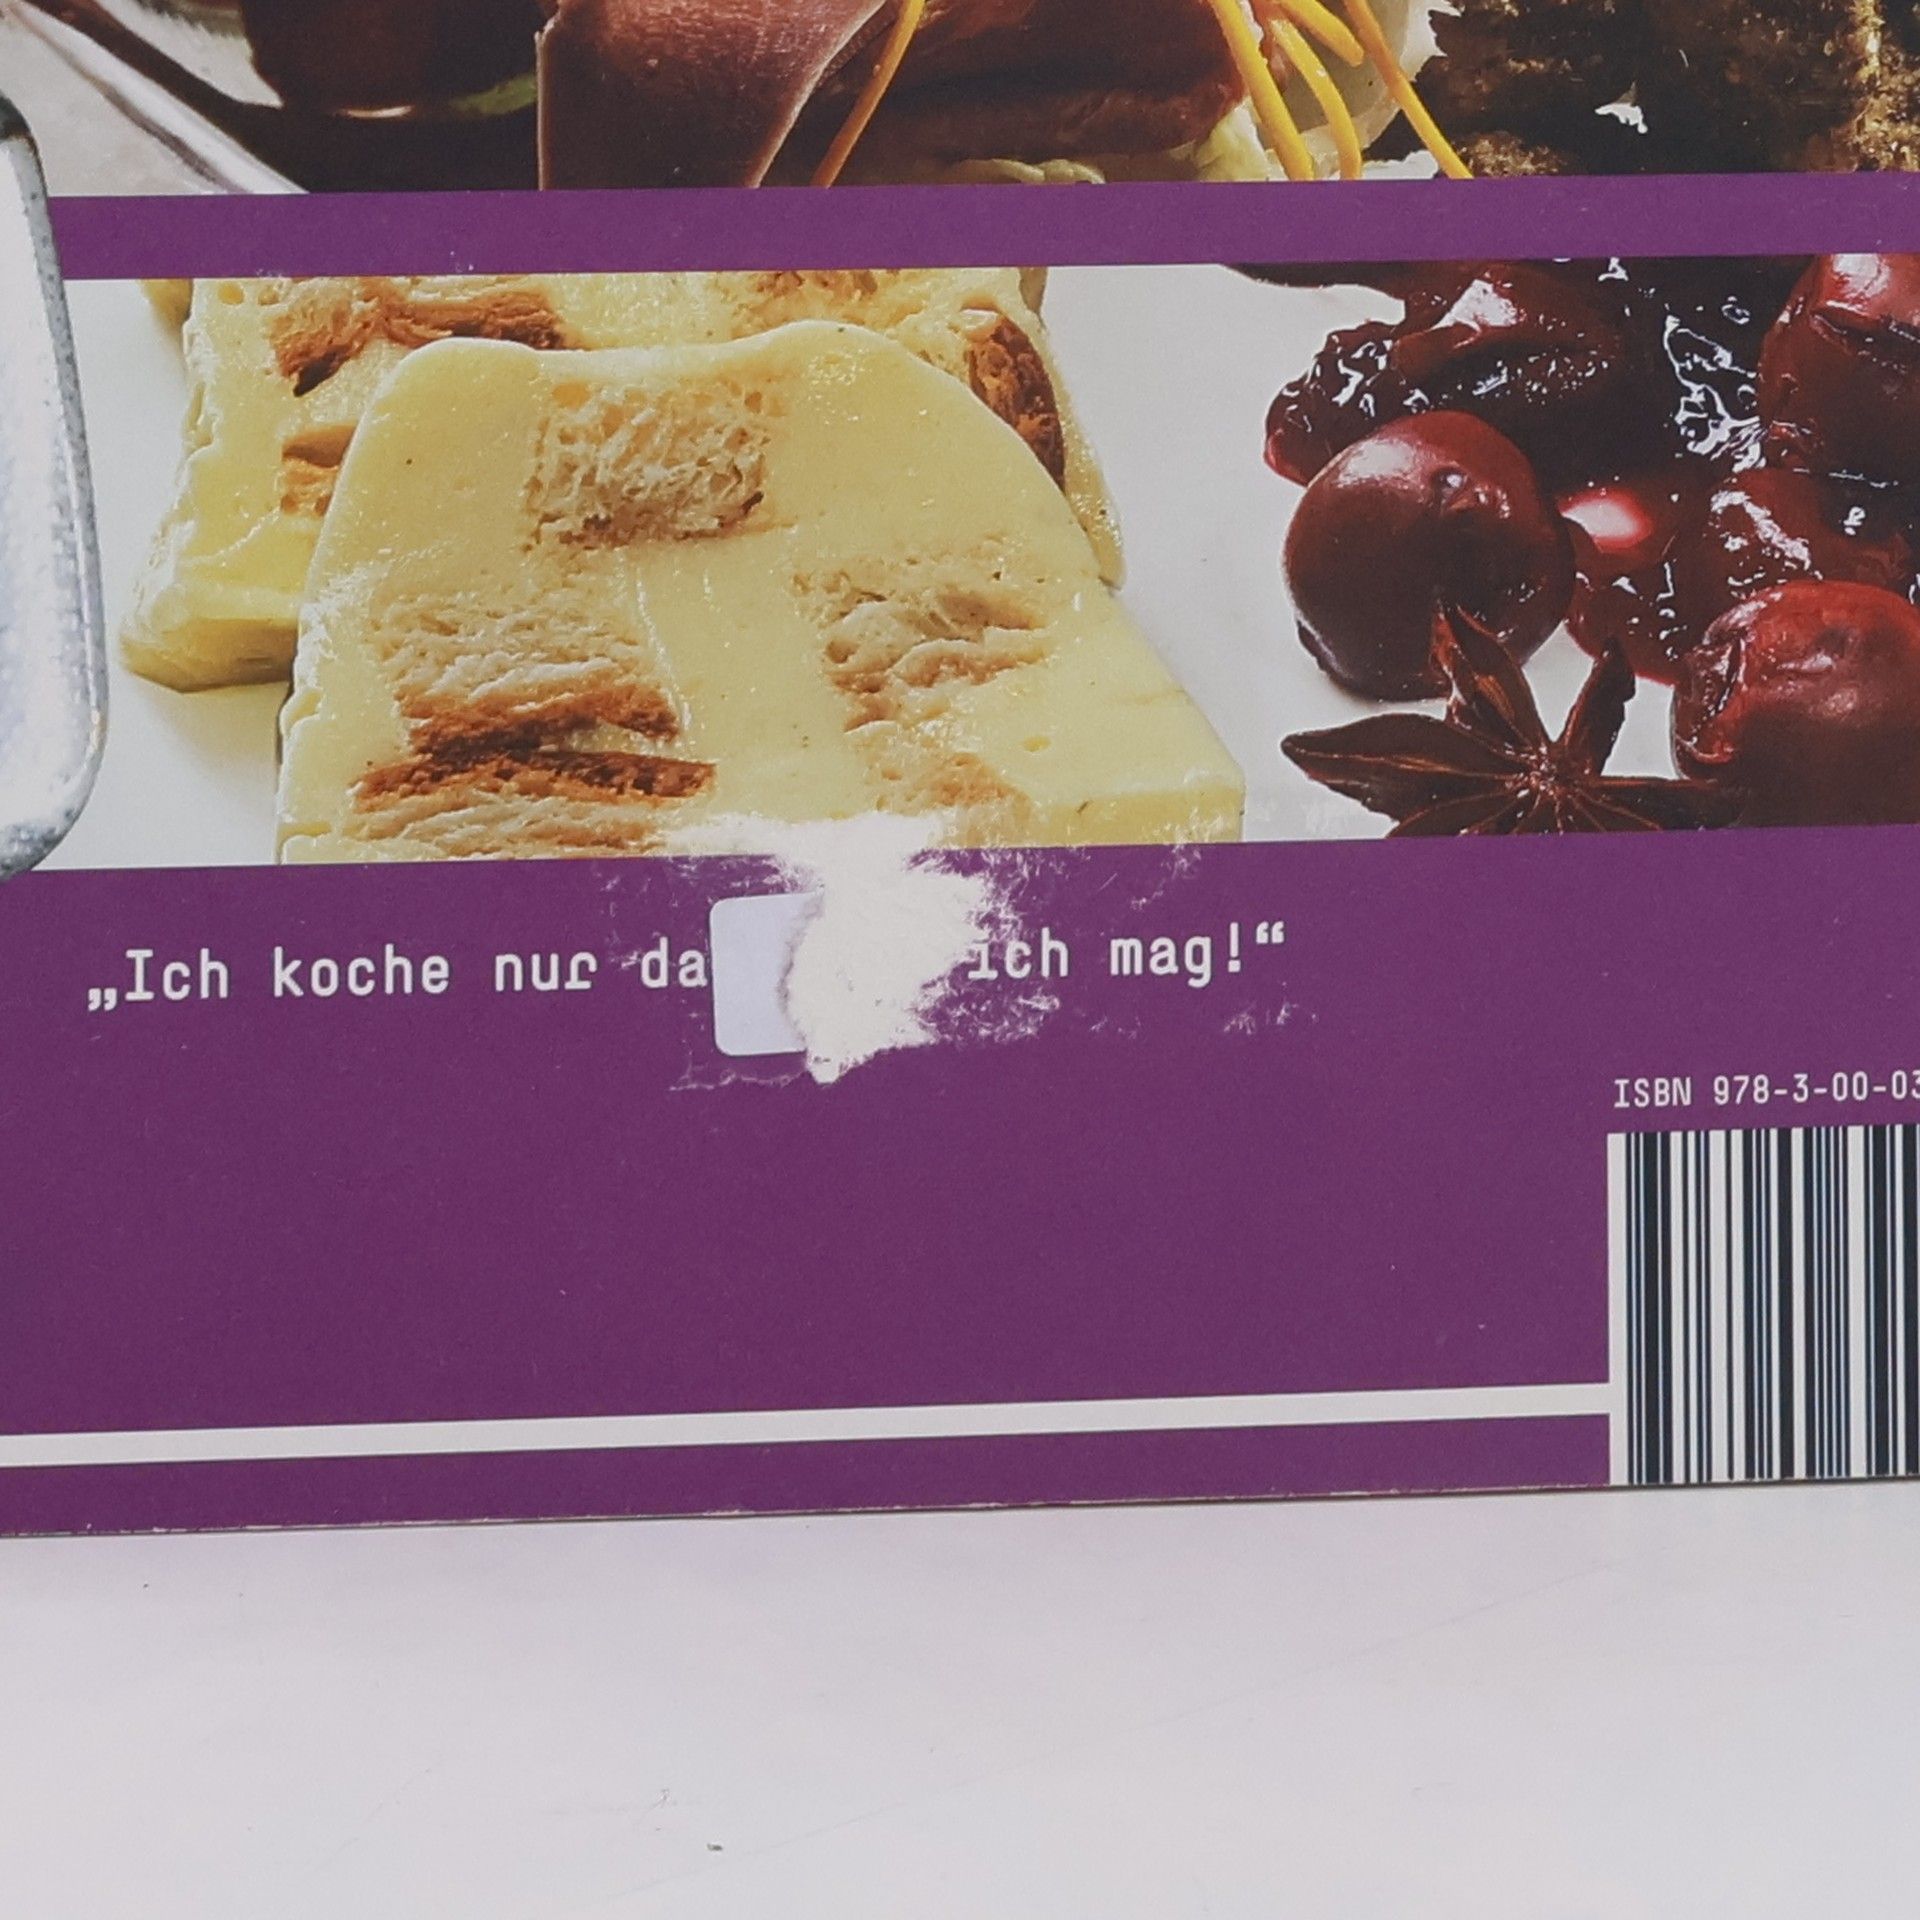 „Ich koche nur da ich mag!“
ISBN 978-3-00-03